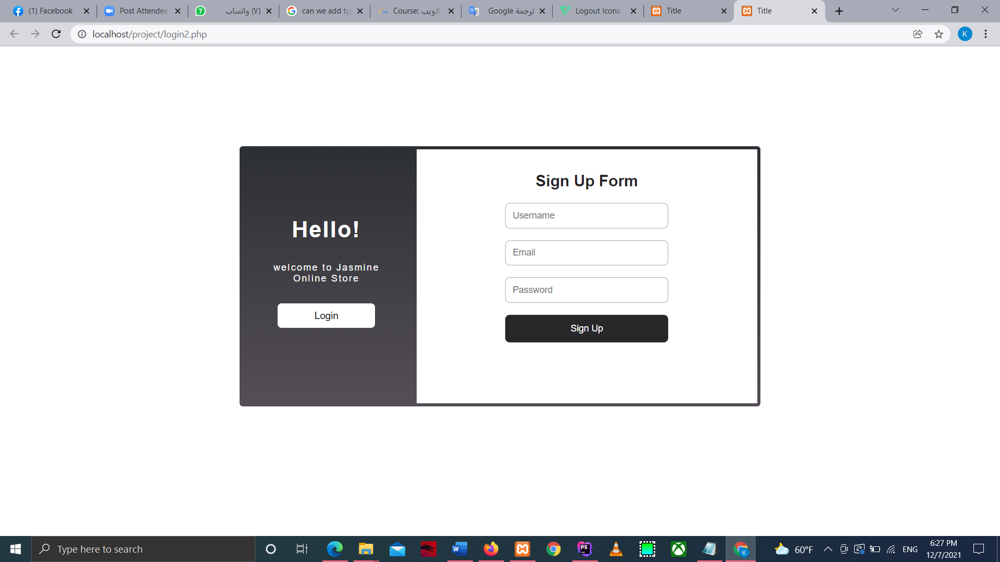 (1) Facebook
Post Attendee
7
(V) واتساب
can we add ty
Course: الويب
ترجمة Google
Logout Icons
Title
Title
localhost/project/login2.php
K
Hello!
welcome to Jasmine
Online Store
Login
Sign Up Form
Username
Email
Password
Sign Up
Type here to search
W
PS
K
60°F
ENG
6:27 PM
12/7/2021